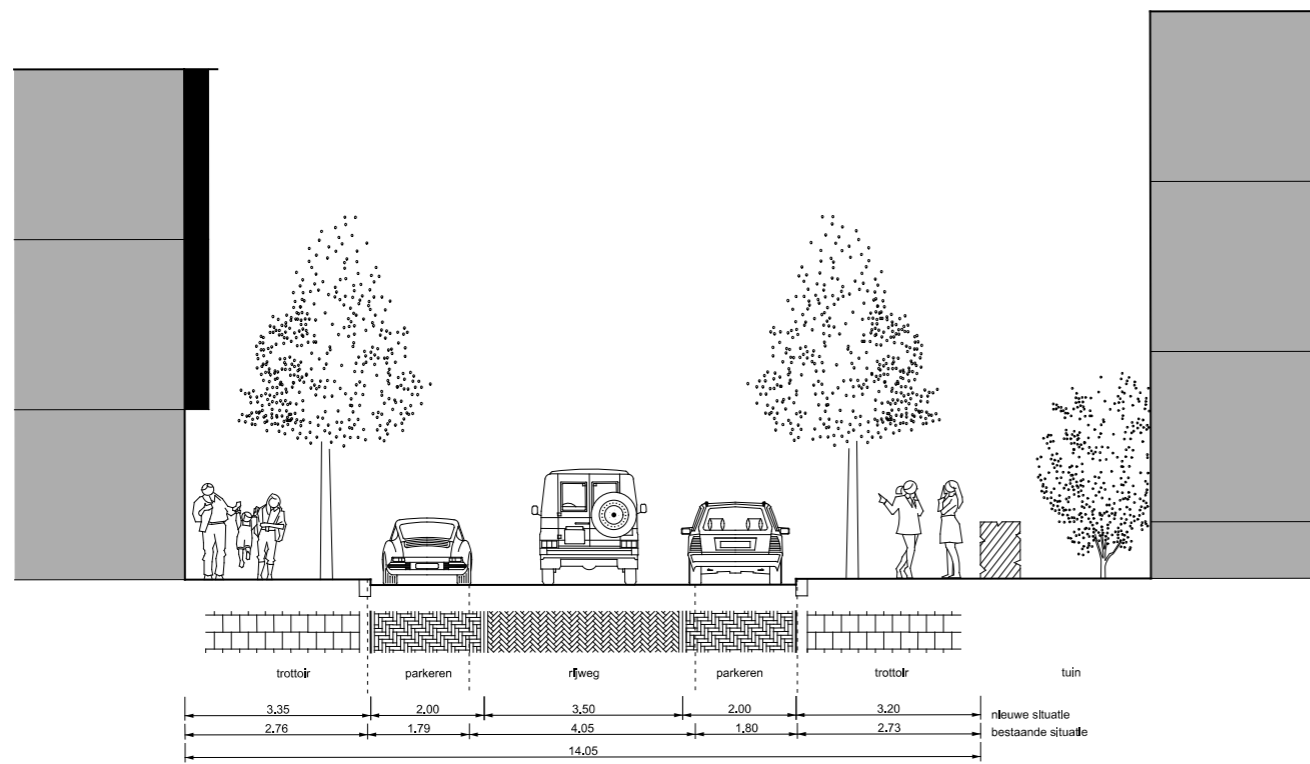 trottoir parkeren rijweg parkeren trottoir tuin
3.35 2.00 3.50 2.00 3.20 nieuwe situatie
2.76 1.79 4.05 1.80 2.73 bestaande situatie
14.05